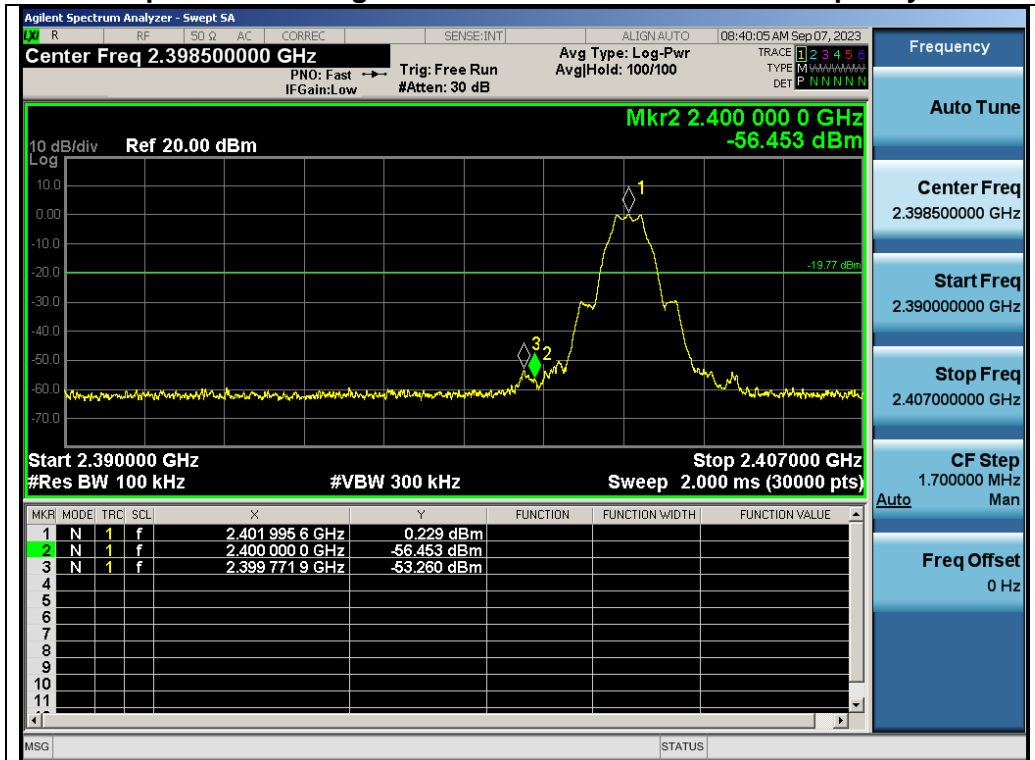 Agilent Spectrum Analyzer - Swept SA
LXI R RF 50 Ω AC CORREC SENSE:INT ALIGN AUTO 08:40:05 AM Sep 07, 2023
Center Freq 2.398500000 GHz
PNO: Fast
IFGain:Low
Trig: Free Run
#Atten: 30 dB
Avg Type: Log-Pwr
Avg|Hold: 100/100
TRACE 1 2 3 4 5 6
TYPE M WWWWW
DET P N N N N N
Mkr2 2.400 000 0 GHz
-56.453 dBm
10 dB/div Ref 20.00 dBm
Log
10.0
0.00
-10.0
-20.0
-30.0
-40.0
-50.0
-60.0
-70.0
1
-19.77 dBm
3
2
Start 2.390000 GHz Stop 2.407000 GHz
#Res BW 100 kHz #VBW 300 kHz Sweep 2.000 ms (30000 pts)
MKR MODE TRC SCL X Y FUNCTION FUNCTION WIDTH FUNCTION VALUE
1 N 1 f 2.401 995 6 GHz 0.229 dBm
2 N 1 f 2.400 000 0 GHz -56.453 dBm
3 N 1 f 2.399 771 9 GHz -53.260 dBm
4
5
6
7
8
9
10
11
MSG STATUS
Frequency
Auto Tune
Center Freq
2.398500000 GHz
Start Freq
2.390000000 GHz
Stop Freq
2.407000000 GHz
CF Step
1.700000 MHz
Auto Man
Freq Offset
0 Hz